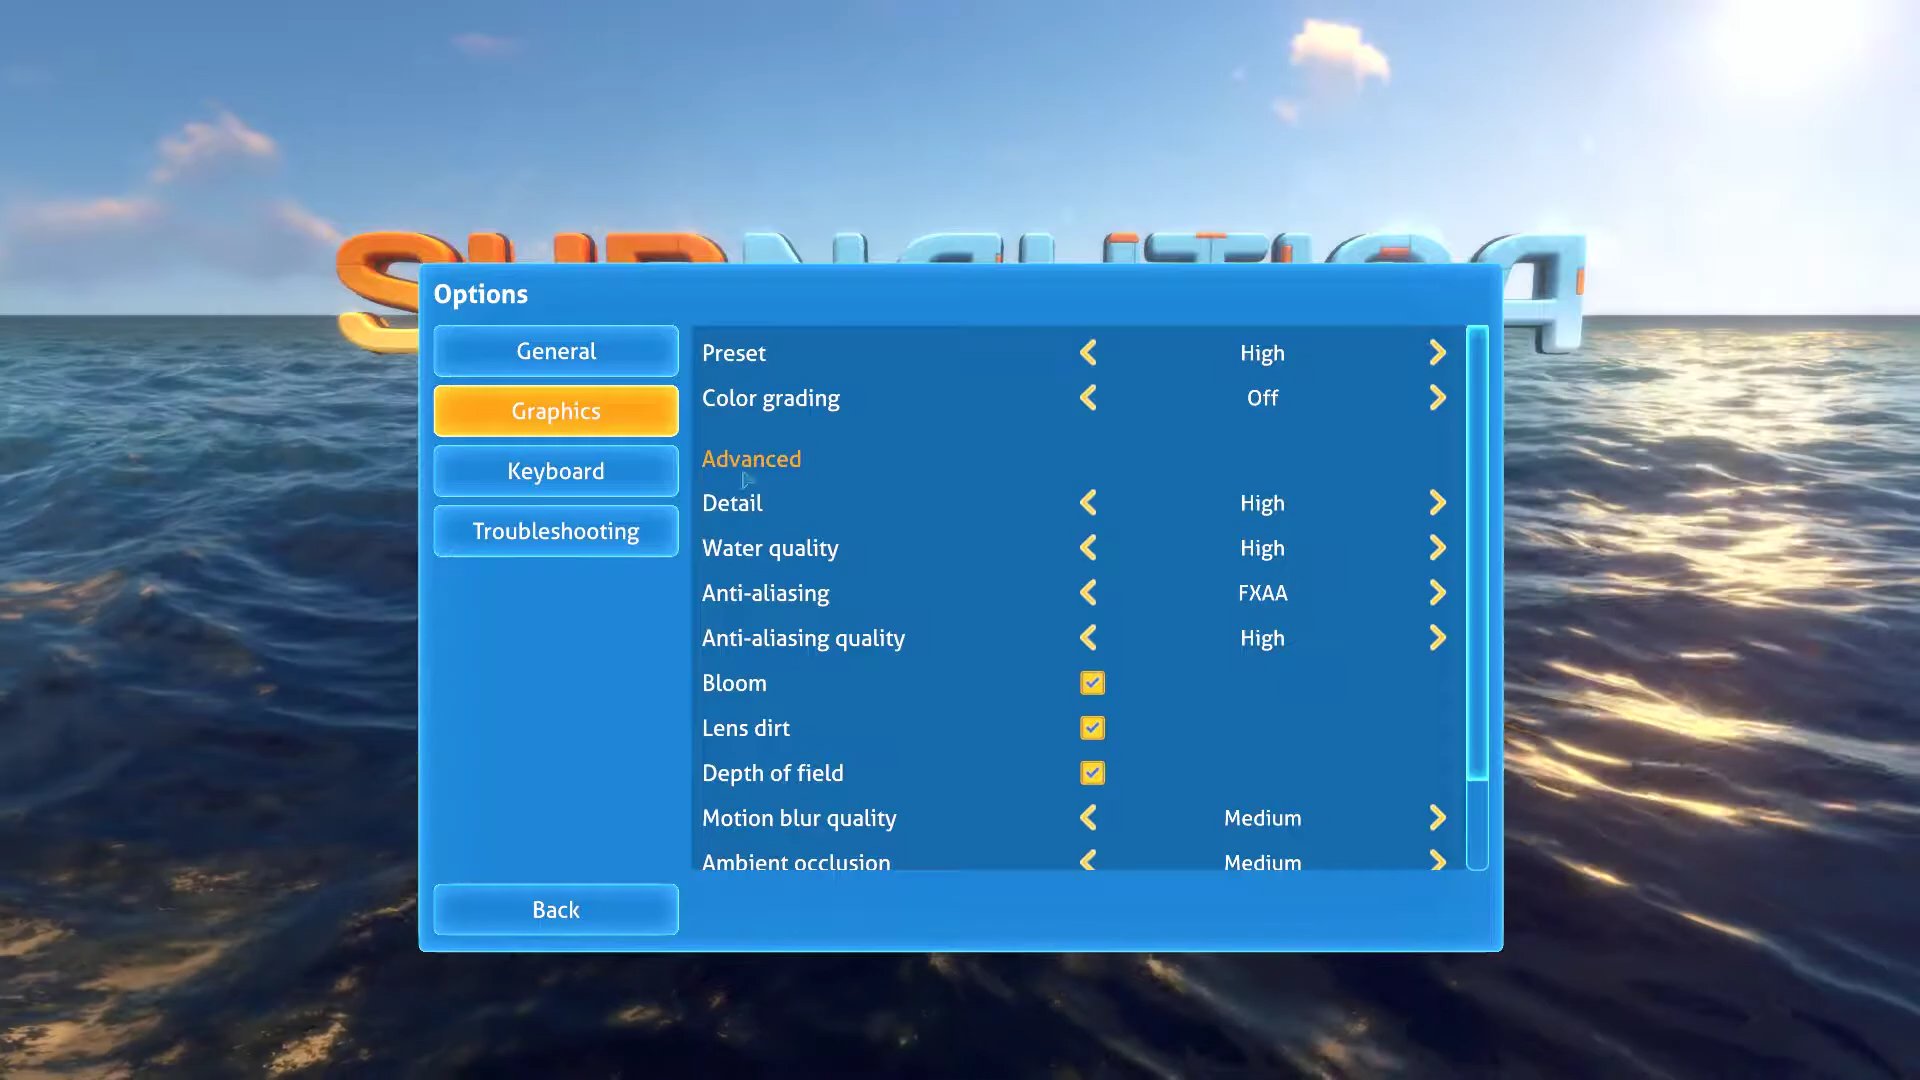 SUBNAUTICA
Options
General
Graphics
Keyboard
Troubleshooting
Back
Preset High
Color grading Off
Advanced
Detail High
Water quality High
Anti-aliasing FXAA
Anti-aliasing quality High
Bloom
Lens dirt
Depth of field
Motion blur quality Medium
Ambient occlusion Medium